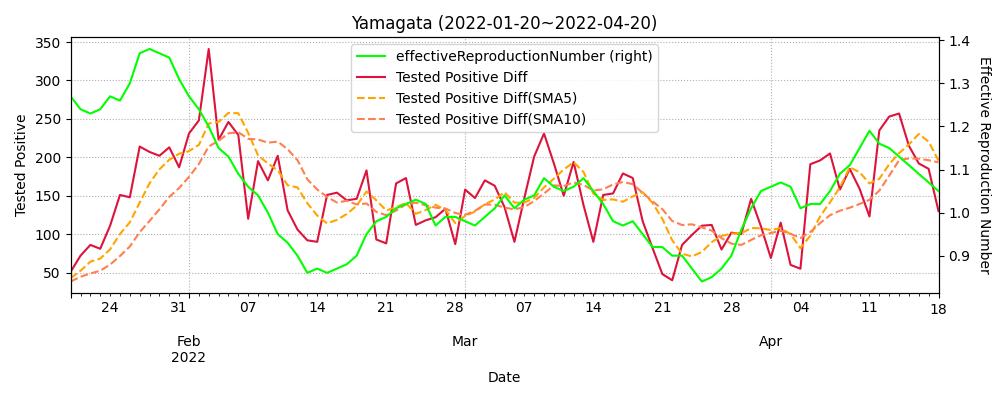 Yamagata (2022-01-20~2022-04-20)
effectiveReproductionNumber (right)
Tested Positive Diff
Tested Positive Diff(SMA5)
Tested Positive Diff(SMA10)
Tested Positive
350
300
250
200
150
100
50
1.4
1.3
1.2
1.1
1.0
0.9
Effective Reproduction Number
24 31 07 14 21 28 07 14 21 28 04 11 18
Feb Mar Apr
2022
Date